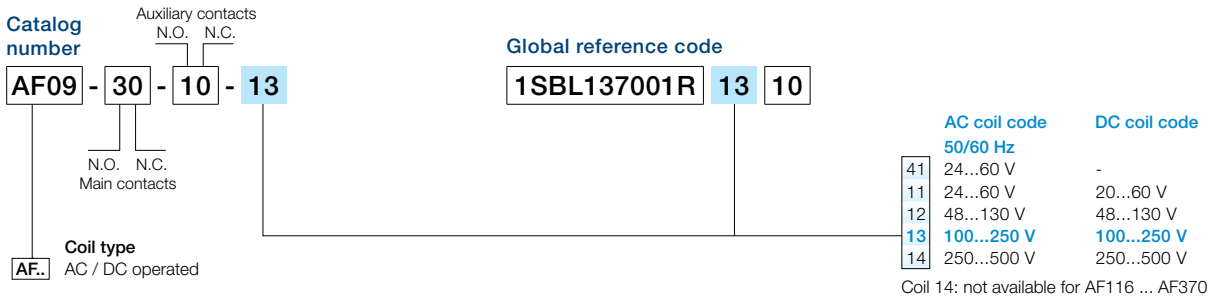 Auxiliary contacts
N.O. N.C.
Catalog
number
AF09 - 30 - 10 - 13
N.O. N.C.
Main contacts
Coil type
AF.. AC / DC operated
Global reference code
1SBL137001R 13 10
AC coil code DC coil code
50/60 Hz
41 24...60 V -
11 24...60 V 20...60 V
12 48...130 V 48...130 V
13 100...250 V 100...250 V
14 250...500 V 250...500 V
Coil 14: not available for AF116 ... AF370